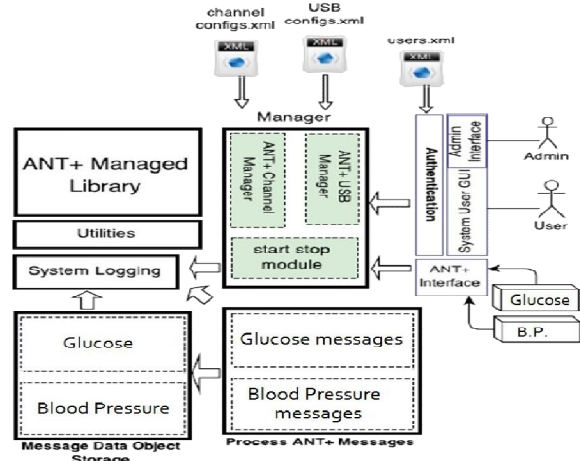 channel
configs.xml
USB
configs.xml
users.xml
XML
XML
XML
Manager
ANT+ Managed
Library
Utilities
System Logging
ANT+ Channel
Manager
ANT+ USB
Manager
start stop
module
Authentication
Admin
Interface
System User GUI
Admin
User
ANT+
Interface
Glucose
B.P.
Glucose
Blood Pressure
Message Data Object
Storage
Glucose messages
Blood Pressure
messages
Process ANT+ Messages